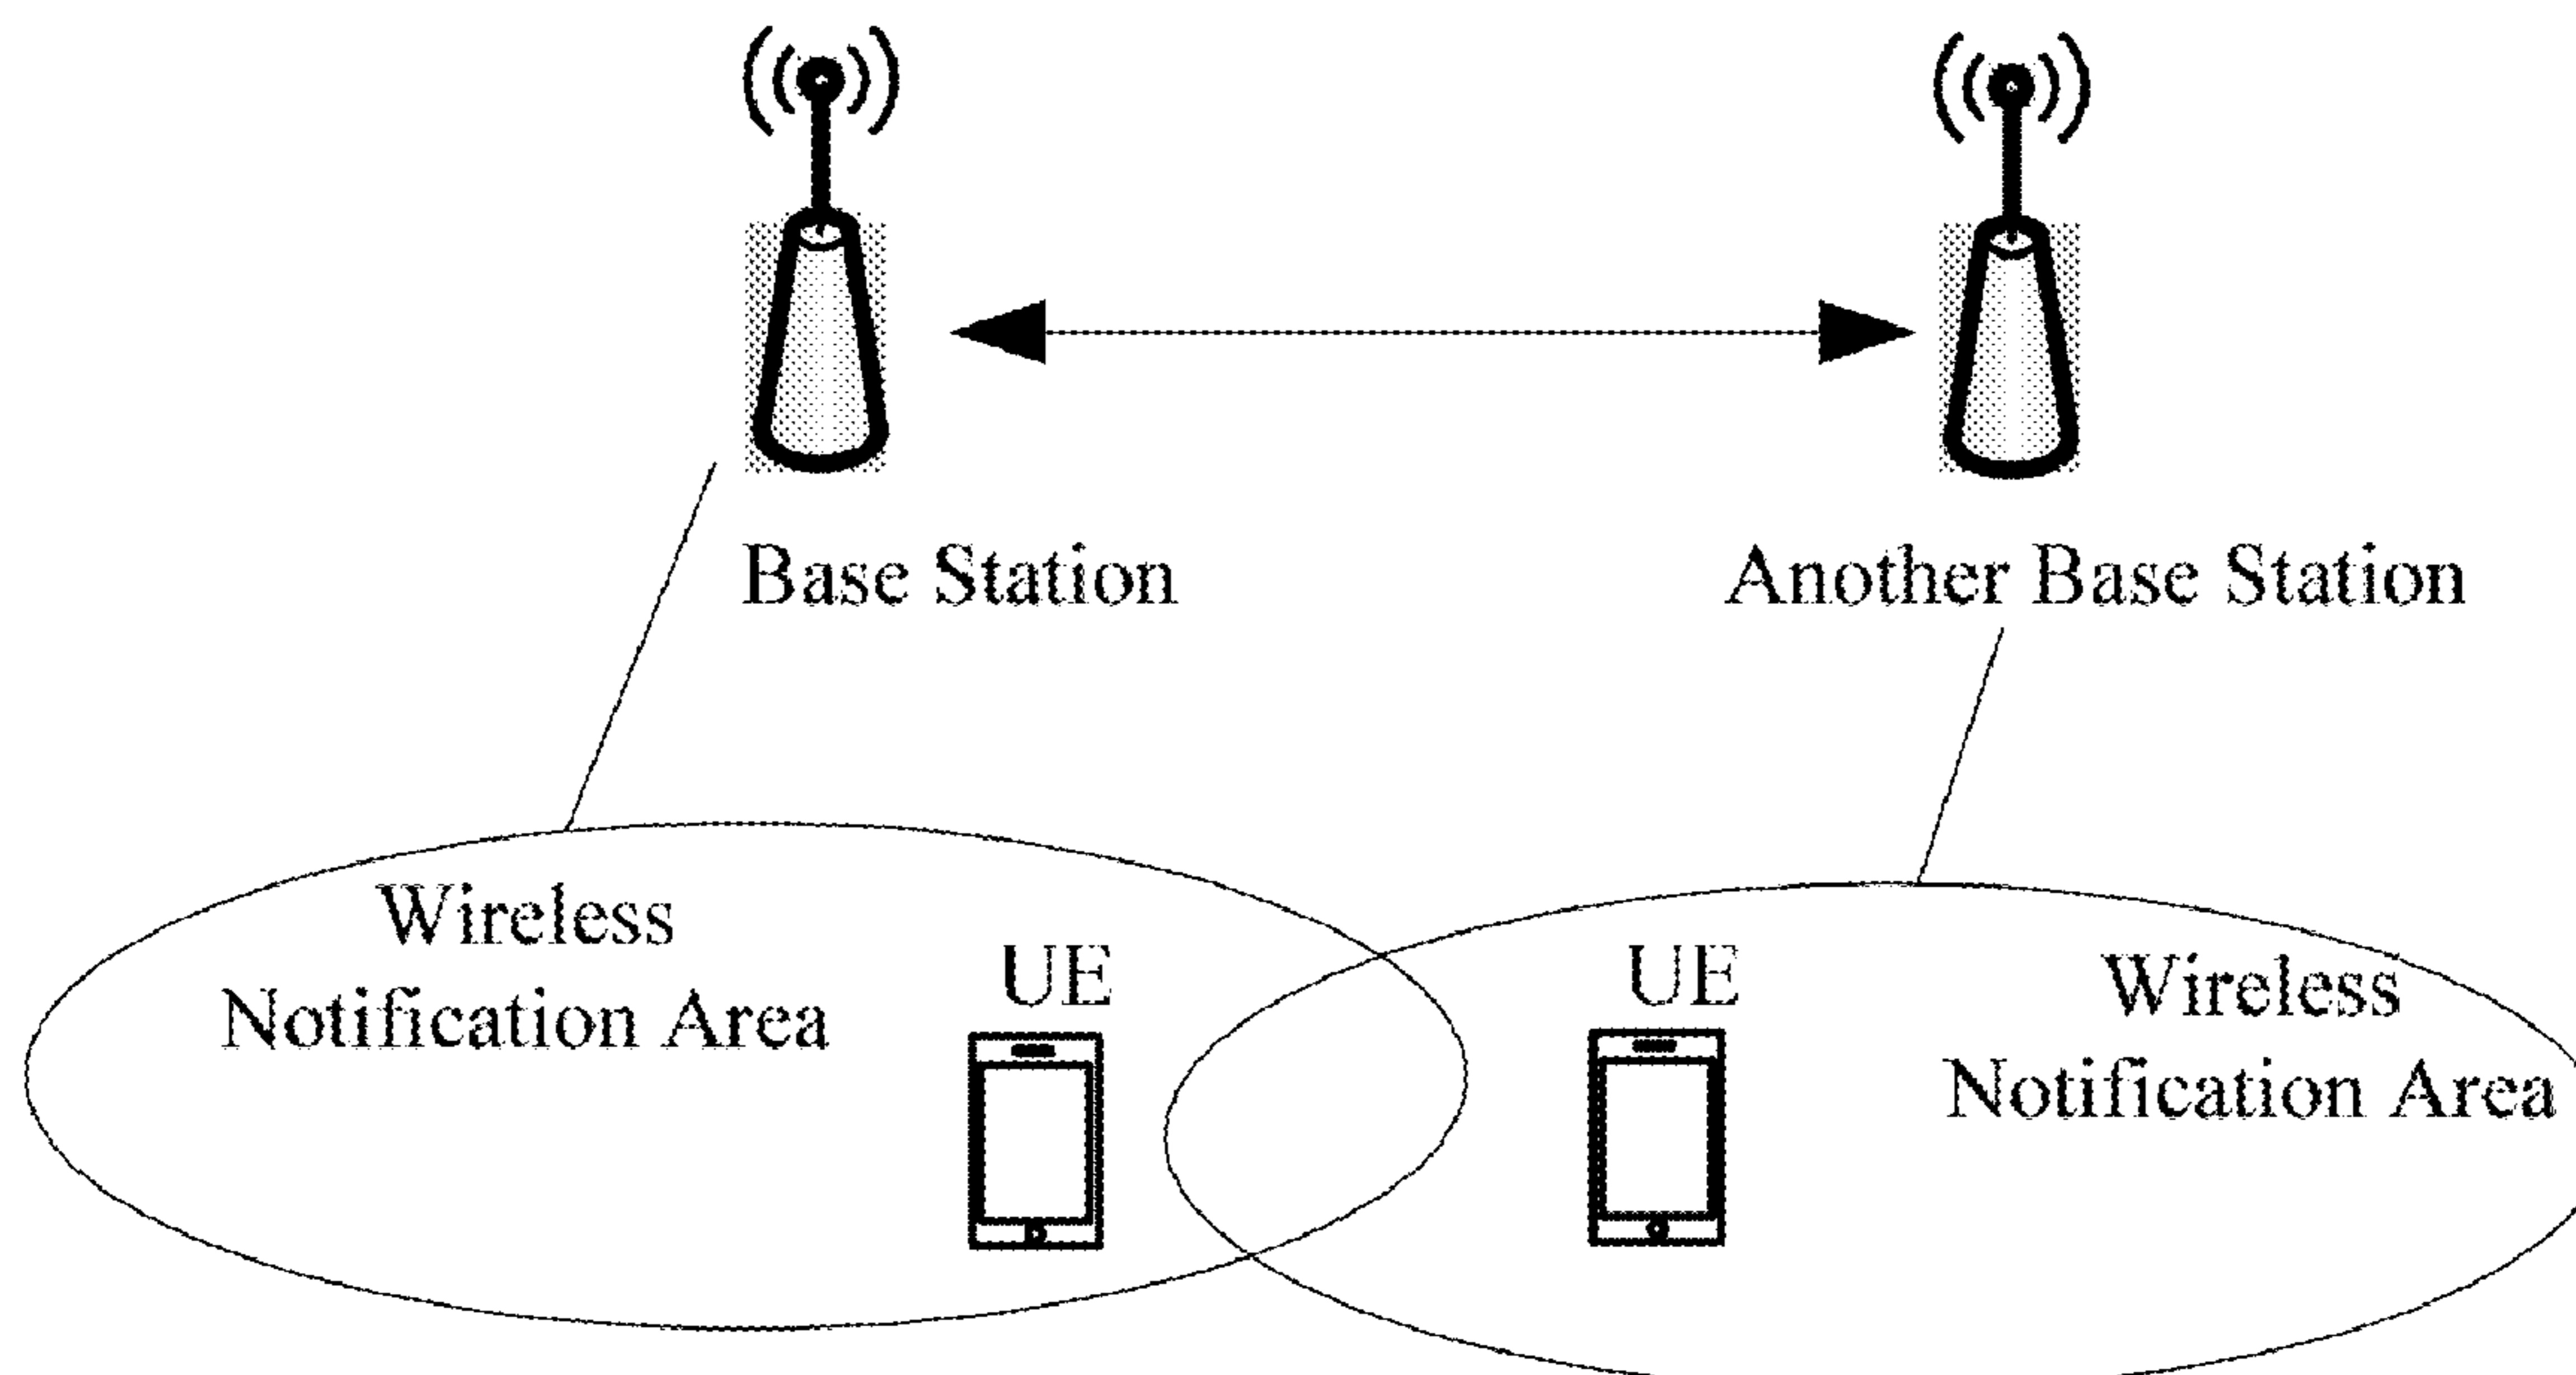 Base Station
Another Base Station
Wireless
Notification Area
UE
UE
Wireless
Notification Area